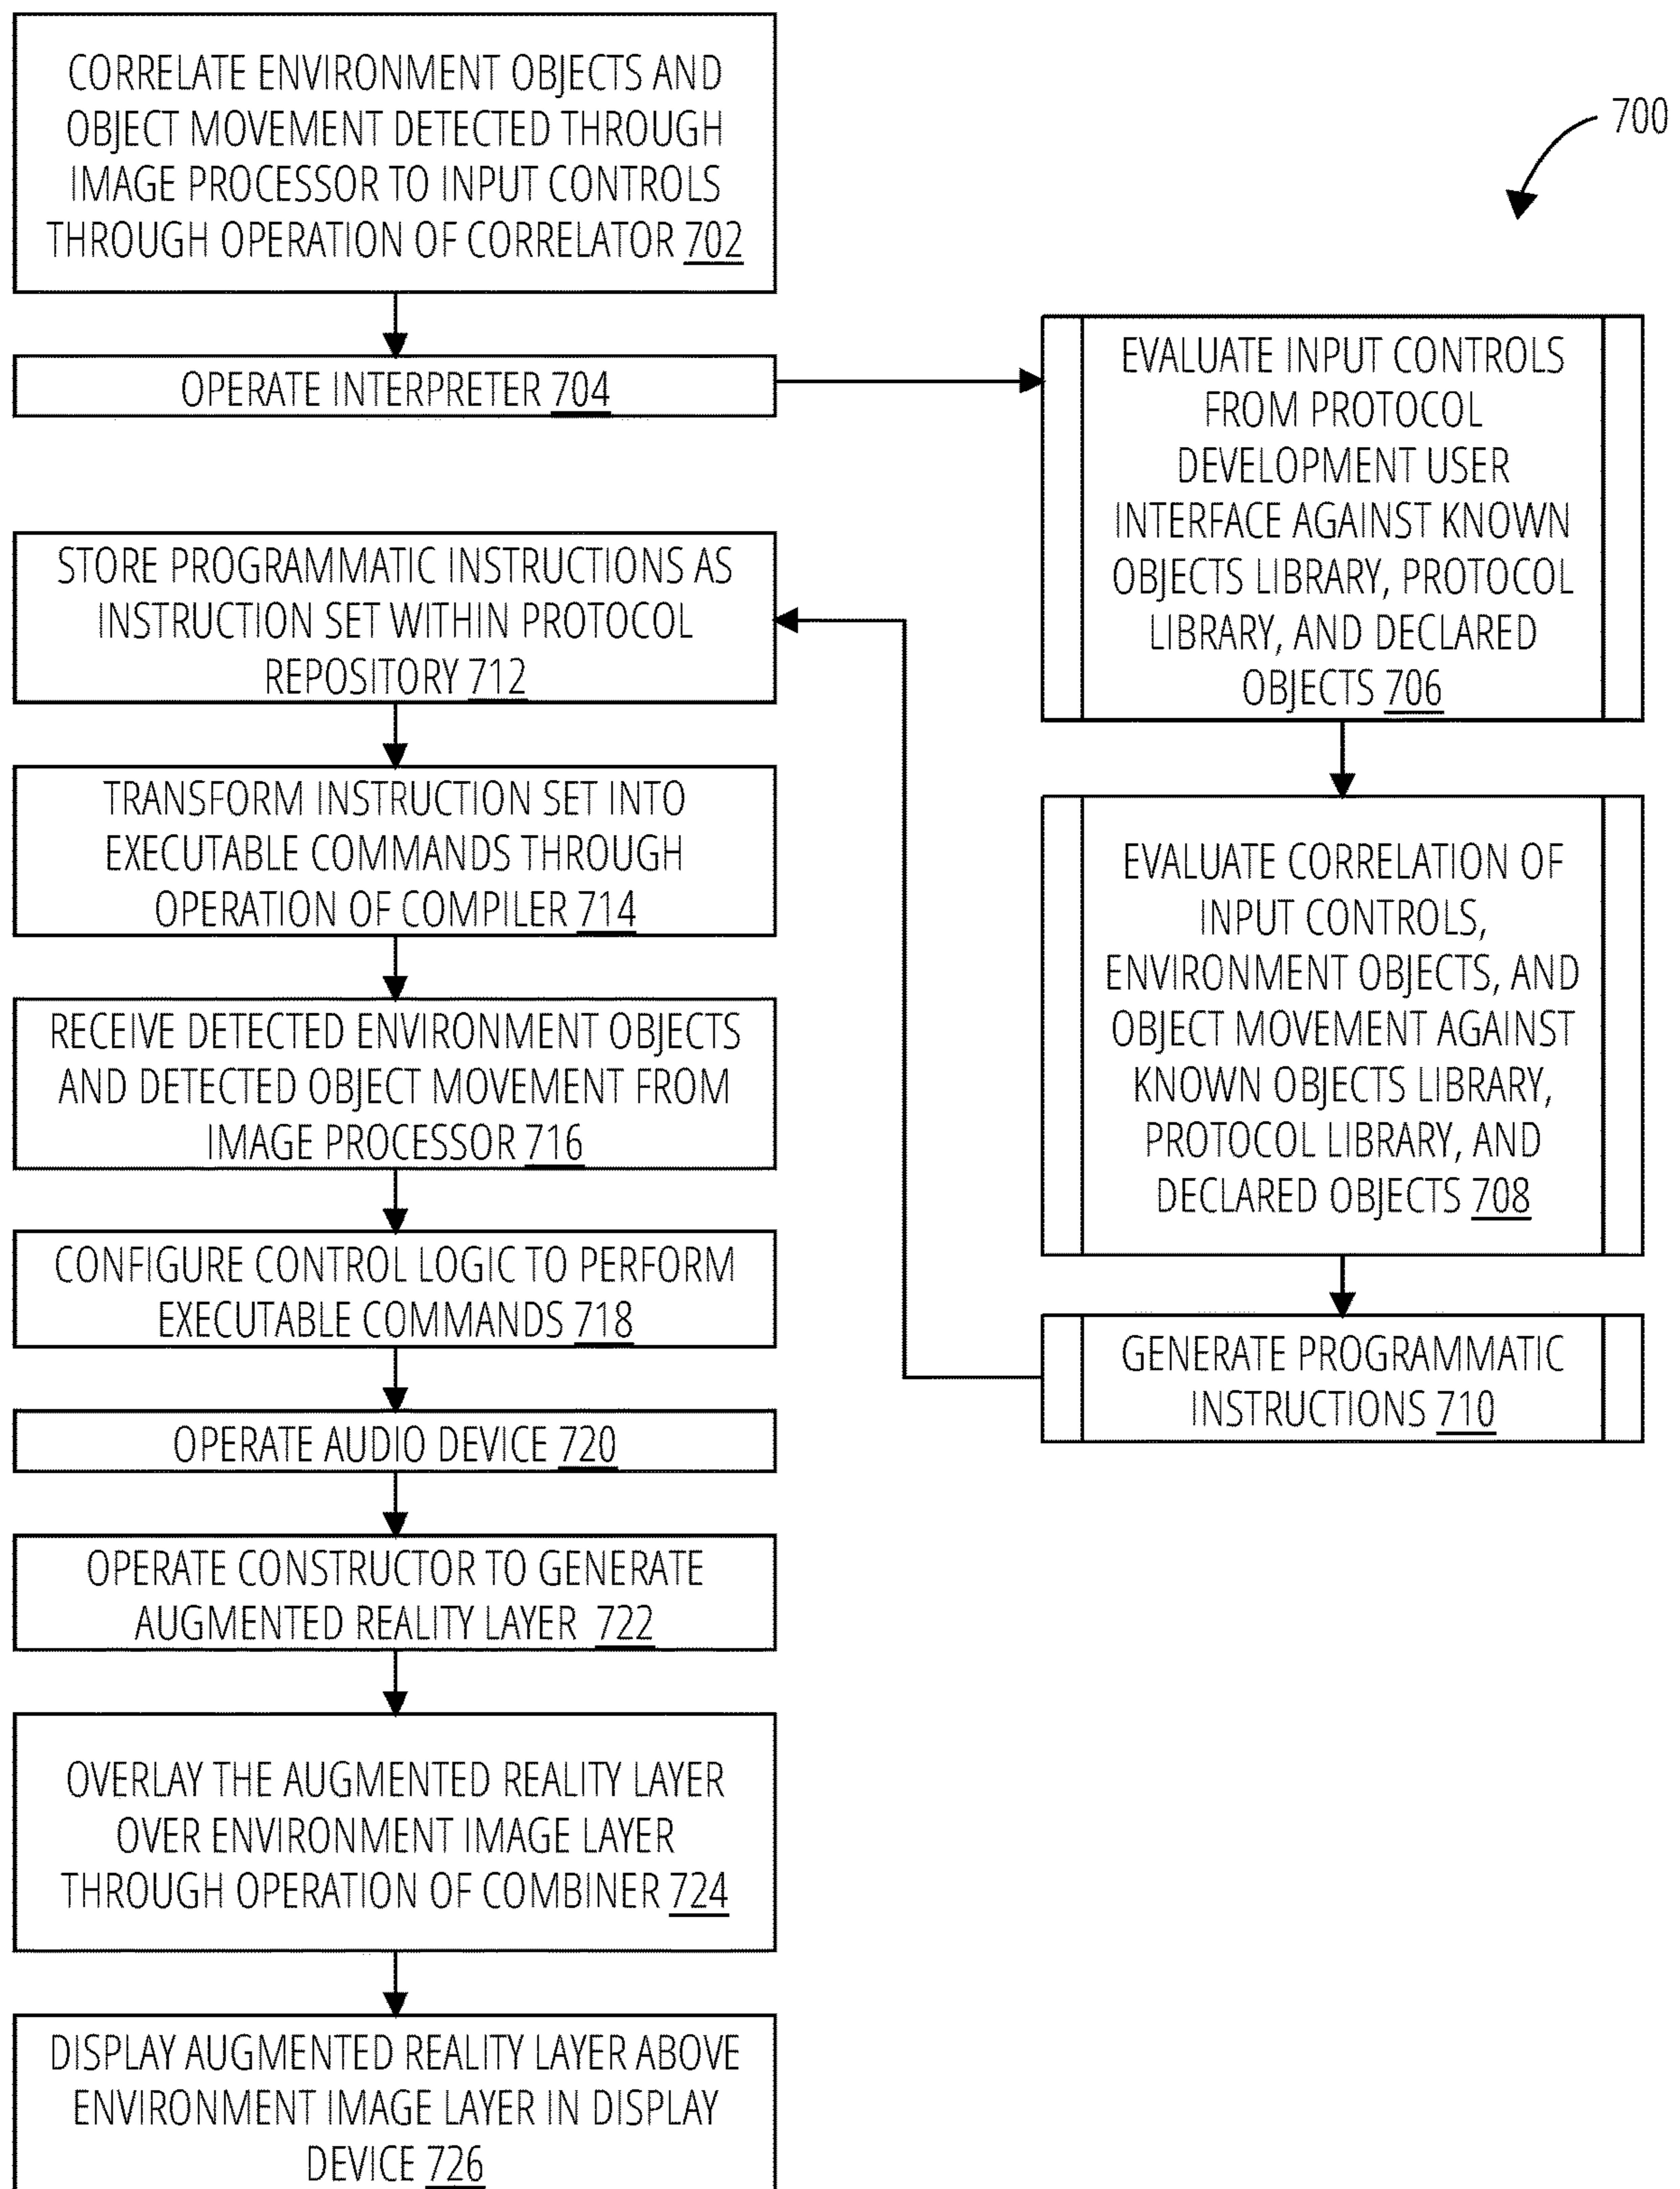 CORRELATE ENVIRONMENT OBJECTS AND
OBJECT MOVEMENT DETECTED THROUGH
IMAGE PROCESSOR TO INPUT CONTROLS
THROUGH OPERATION OF CORRELATOR 702
700
OPERATE INTERPRETER 704
EVALUATE INPUT CONTROLS
FROM PROTOCOL
DEVELOPMENT USER
INTERFACE AGAINST KNOWN
OBJECTS LIBRARY, PROTOCOL
LIBRARY, AND DECLARED
OBJECTS 706
EVALUATE CORRELATION OF
INPUT CONTROLS,
ENVIRONMENT OBJECTS, AND
OBJECT MOVEMENT AGAINST
KNOWN OBJECTS LIBRARY,
PROTOCOL LIBRARY, AND
DECLARED OBJECTS 708
GENERATE PROGRAMMATIC
INSTRUCTIONS 710
STORE PROGRAMMATIC INSTRUCTIONS AS
INSTRUCTION SET WITHIN PROTOCOL
REPOSITORY 712
TRANSFORM INSTRUCTION SET INTO
EXECUTABLE COMMANDS THROUGH
OPERATION OF COMPILER 714
RECEIVE DETECTED ENVIRONMENT OBJECTS
AND DETECTED OBJECT MOVEMENT FROM
IMAGE PROCESSOR 716
CONFIGURE CONTROL LOGIC TO PERFORM
EXECUTABLE COMMANDS 718
OPERATE AUDIO DEVICE 720
OPERATE CONSTRUCTOR TO GENERATE
AUGMENTED REALITY LAYER 722
OVERLAY THE AUGMENTED REALITY LAYER
OVER ENVIRONMENT IMAGE LAYER
THROUGH OPERATION OF COMBINER 724
DISPLAY AUGMENTED REALITY LAYER ABOVE
ENVIRONMENT IMAGE LAYER IN DISPLAY
DEVICE 726